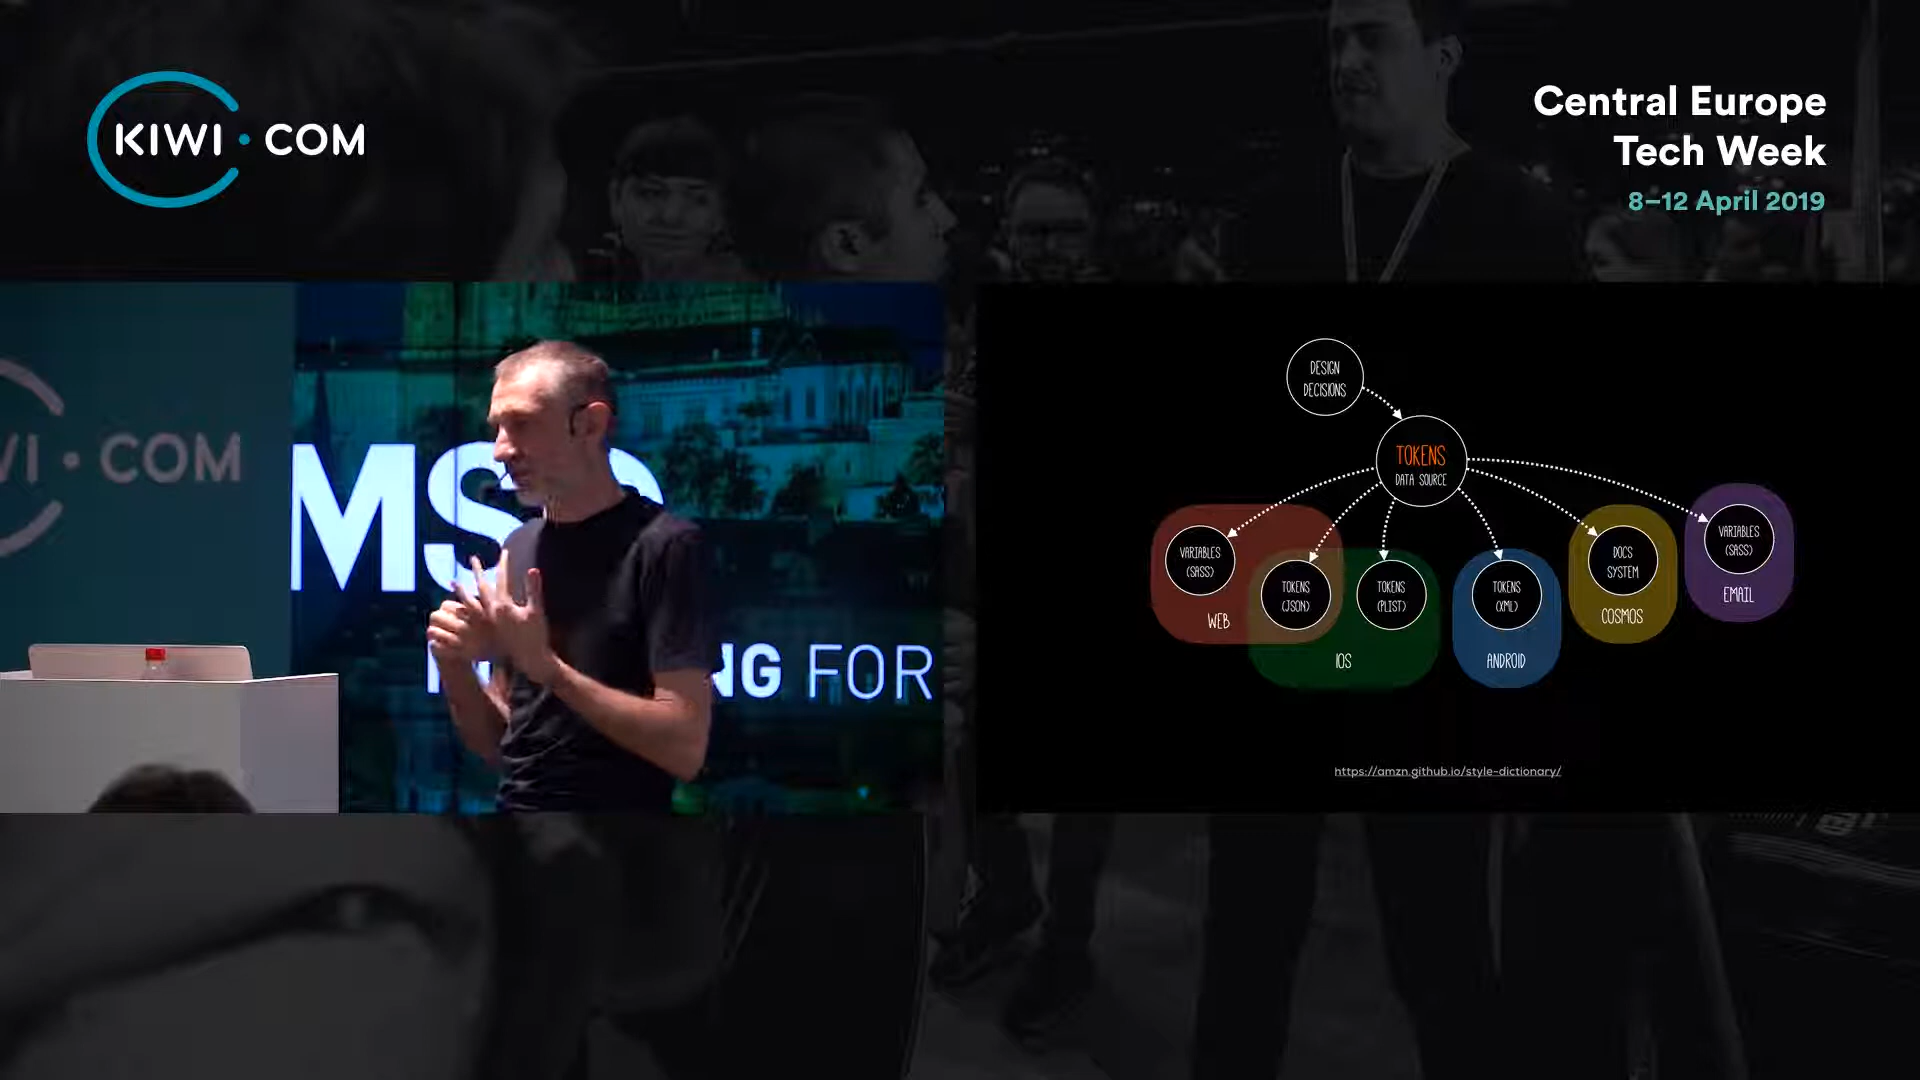 KIWI.COM
Central Europe
Tech Week
8–12 April 2019
WI.COM
MS
NG FOR
DESIGN
DECISIONS
TOKENS
DATA SOURCE
VARIABLES
(SASS)
WEB
TOKENS
(JSON)
IOS
TOKENS
(PLIST)
TOKENS
(XML)
ANDROID
DOCS
SYSTEM
COSMOS
VARIABLES
(SASS)
EMAIL
https://amzn.github.io/style-dictionary/